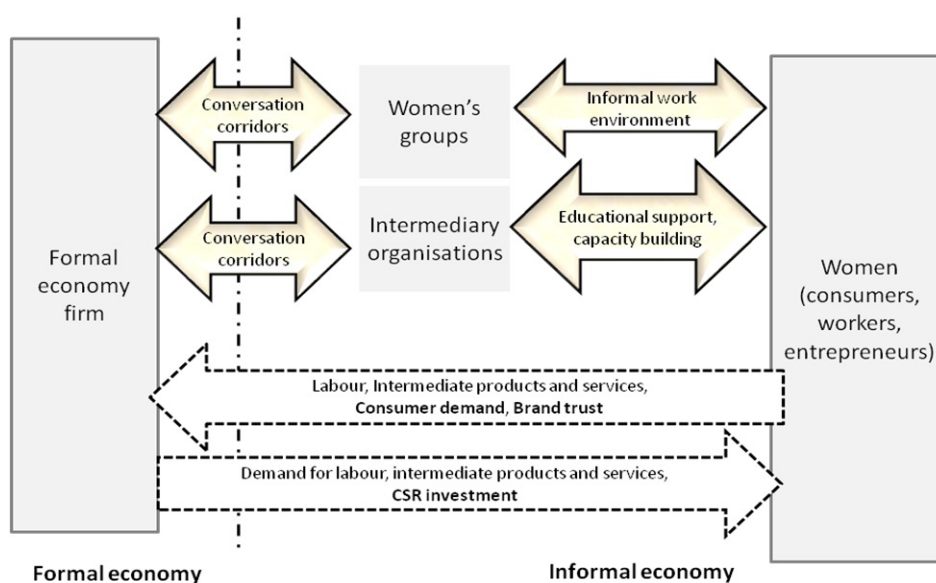 Conversation
corridors
Women's
groups
Informal work
environment
Conversation
corridors
Intermediary
organisations
Educational support,
capacity building
Formal
economy
firm
Women
(consumers,
workers,
entrepreneurs)
Labour, Intermediate products and services,
Consumer demand, Brand trust
Demand for labour, intermediate products and services,
CSR investment
Formal economy
Informal economy